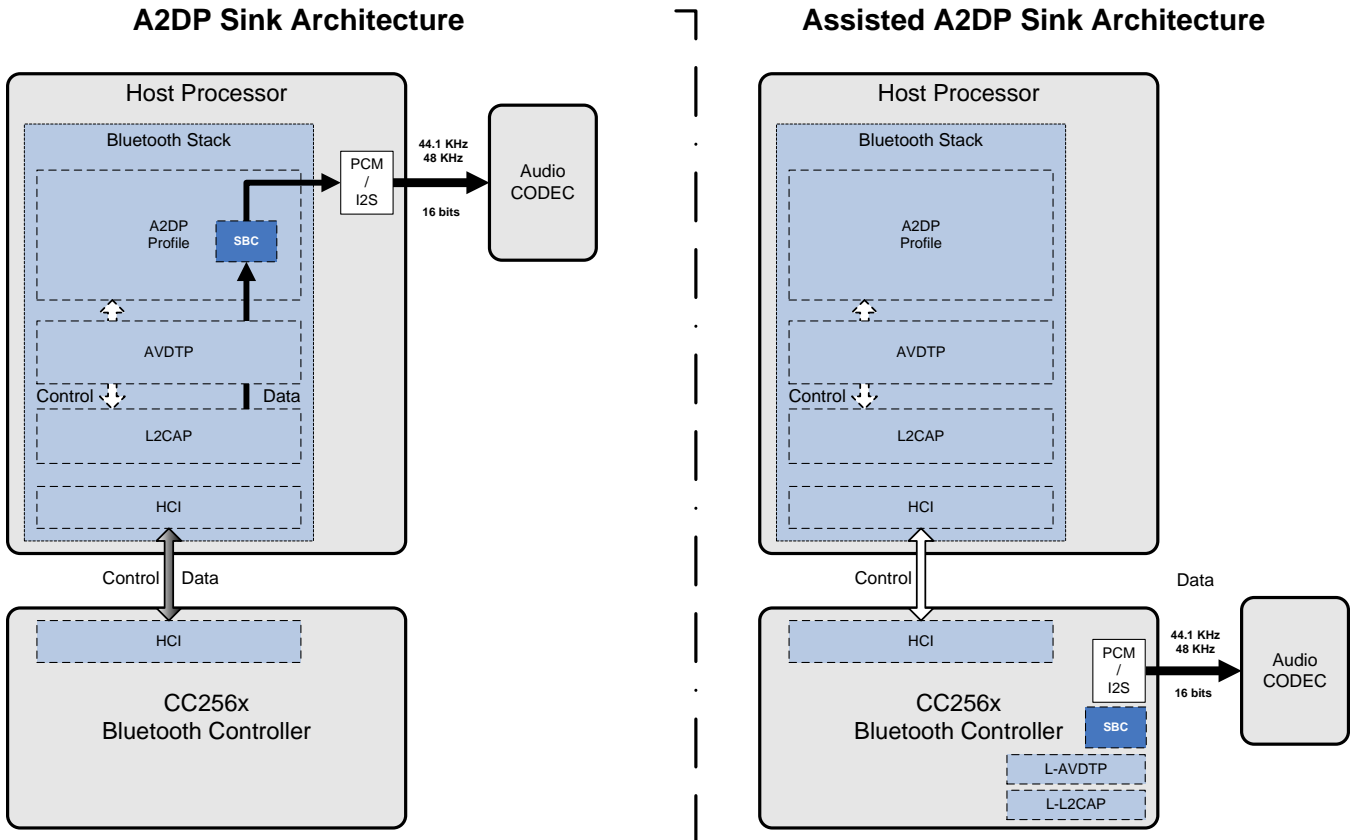 A2DP Sink Architecture
Host Processor
Bluetooth Stack
A2DP
Profile
SBC
PCM
/
I2S
44.1 KHz
48 KHz
16 bits
Audio
CODEC
AVDTP
Control
Data
L2CAP
HCI
Control
Data
HCI
CC256x
Bluetooth Controller
Assisted A2DP Sink Architecture
Host Processor
Bluetooth Stack
A2DP
Profile
AVDTP
Control
L2CAP
HCI
Control
Data
HCI
CC256x
Bluetooth Controller
PCM
/
I2S
44.1 KHz
48 KHz
16 bits
Audio
CODEC
SBC
L-AVDTP
L-L2CAP